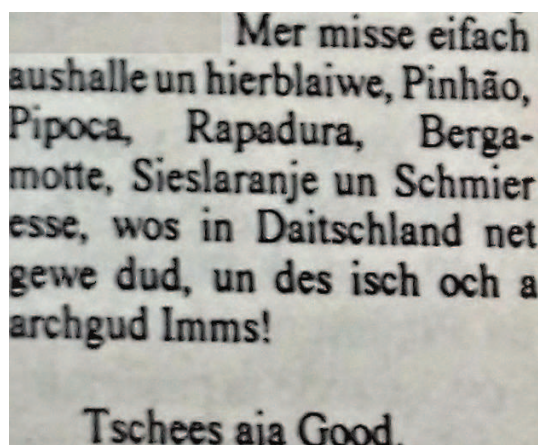 Mer misse eifach
aushalle un hierblaiwe, Pinhão,
Pipoca, Rapadura, Berga-
motte, Sieslaranje un Schmier
esse, wos in Daitschland net
gewe dud, un des isch och a
archgud Imms!
Tschees aia Good.